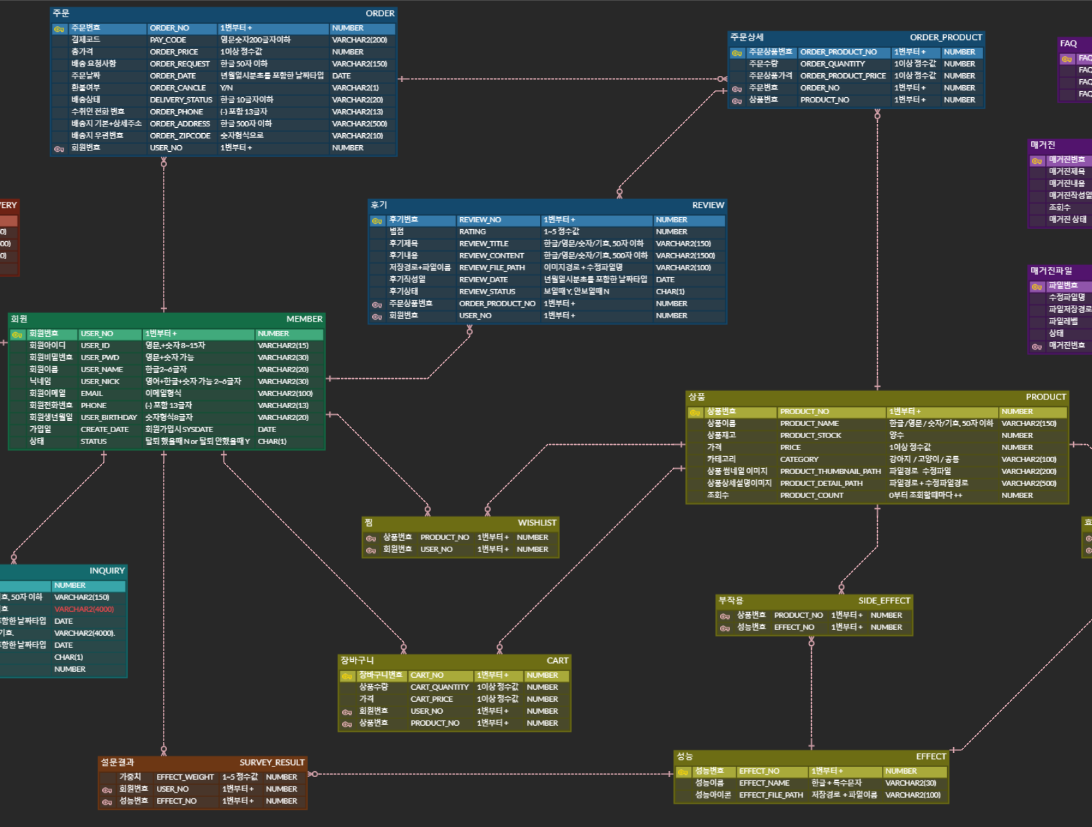 주문 ORDER
주문번호 ORDER_NO 1번부터+ NUMBER
결제코드 PAY_CODE 영문숫자200글자이하 VARCHAR2(200)
총가격 ORDER_PRICE 1이상 정수값 NUMBER
배송 요청사항 ORDER_REQUEST 한글 50자 이하 VARCHAR2(150)
주문날짜 ORDER_DATE 년월일시분초를 포함한 날짜타입 DATE
환불여부 ORDER_CANCLE Y/N VARCHAR2(1)
배송상태 DELIVERY_STATUS 한글 10글자이하 VARCHAR2(20)
수취인 전화 번호 ORDER_PHONE (-) 포함 13글자 VARCHAR2(13)
배송지 기본+상세주소 ORDER_ADDRESS 한글 500자 이하 VARCHAR2(500)
배송지 우편번호 ORDER_ZIPCODE 숫자형식으로 VARCHAR2(10)
회원번호 USER_NO 1번부터+ NUMBER
주문상세 ORDER_PRODUCT
주문상품번호 ORDER_PRODUCT_NO 1번부터+ NUMBER
주문수량 ORDER_QUANTITY 1이상 정수값 NUMBER
주문상품가격 ORDER_PRODUCT_PRICE 1이상 정수값 NUMBER
주문번호 ORDER_NO 1번부터+ NUMBER
상품번호 PRODUCT_NO 1번부터+ NUMBER
FAQ
FAQ
FAQ
FAQ
FAQ
매거진
매거진번호
매거진제목
매거진내용
매거진작성일
조회수
매거진 상태
매거진파일
파일번호
수정파일명
파일저장경로
파일레벨
상태
매거진번호
VERY
0)
00)
0)
후기 REVIEW
후기번호 REVIEW_NO 1번부터+ NUMBER
별점 RATING 1~5 정수값 NUMBER
후기제목 REVIEW_TITLE 한글/영문/숫자/기호, 50자 이하 VARCHAR2(150)
후기내용 REVIEW_CONTENT 한글/영문/숫자/기호, 500자 이하 VARCHAR2(1500)
저장경로+파일이름 REVIEW_FILE_PATH 이미지경로 + 수정파일명 VARCHAR2(100)
후기작성일 REVIEW_DATE 년월일시분초를 포함한 날짜타입 DATE
후기상태 REVIEW_STATUS 보일때 Y, 안보일때 N CHAR(1)
주문상품번호 ORDER_PRODUCT_NO 1번부터+ NUMBER
회원번호 USER_NO 1번부터+ NUMBER
회원 MEMBER
회원번호 USER_NO 1번부터+ NUMBER
회원아이디 USER_ID 영문,+숫자 8~15자 VARCHAR2(15)
회원비밀번호 USER_PWD 영문+숫자 가능 VARCHAR2(30)
회원이름 USER_NAME 한글2~6글자 VARCHAR2(20)
닉네임 USER_NICK 영어+한글+숫자 가능 2~6글자 VARCHAR2(30)
회원이메일 EMAIL 이메일형식 VARCHAR2(100)
회원전화번호 PHONE (-) 포함 13글자 VARCHAR2(13)
회원생년월일 USER_BIRTHDAY 숫자형식8글자 VARCHAR2(20)
가입일 CREATE_DATE 회원가입시 SYSDATE DATE
상태 STATUS 탈퇴 했을때 N or 탈퇴 안했을때 Y CHAR(1)
상품 PRODUCT
상품번호 PRODUCT_NO 1번부터+ NUMBER
상품이름 PRODUCT_NAME 한글/영문 / 숫자/기호, 50자 이하 VARCHAR2(150)
상품재고 PRODUCT_STOCK 양수 NUMBER
가격 PRICE 1이상 정수값 NUMBER
카테고리 CATEGORY 강아지 / 고양이 / 공통 VARCHAR2(100)
상품 썸네일 이미지 PRODUCT_THUMBNAIL_PATH 파일경로 수정파일 VARCHAR2(200)
상품상세설명이미지 PRODUCT_DETAIL_PATH 파일경로 + 수정파일경로 VARCHAR2(500)
조회수 PRODUCT_COUNT 0부터 조회할때마다 ++ NUMBER
찜 WISHLIST
상품번호 PRODUCT_NO 1번부터+ NUMBER
회원번호 USER_NO 1번부터+ NUMBER
INQUIRY
NUMBER
호, 50자 이하 VARCHAR2(150)
호 VARCHAR2(4000)
포함한 날짜타입 DATE
기호, VARCHAR2(4000).
포함한 날짜타입 DATE
CHAR(1)
NUMBER
부작용 SIDE_EFFECT
상품번호 PRODUCT_NO 1번부터+ NUMBER
성능번호 EFFECT_NO 1번부터+ NUMBER
장바구니 CART
장바구니번호 CART_NO 1번부터+ NUMBER
상품수량 CART_QUANTITY 1이상 정수값 NUMBER
가격 CART_PRICE 1이상 정수값 NUMBER
회원번호 USER_NO 1번부터+ NUMBER
상품번호 PRODUCT_NO 1번부터+ NUMBER
설문결과 SURVEY_RESULT
가중치 EFFECT_WEIGHT 1~5 정수값 NUMBER
회원번호 USER_NO 1번부터+ NUMBER
성능번호 EFFECT_NO 1번부터+ NUMBER
성능 EFFECT
성능번호 EFFECT_NO 1번부터+ NUMBER
성능이름 EFFECT_NAME 한글 + 특수문자 VARCHAR2(30)
성능아이콘 EFFECT_FILE_PATH 저장경로 + 파일이름 VARCHAR2(100)